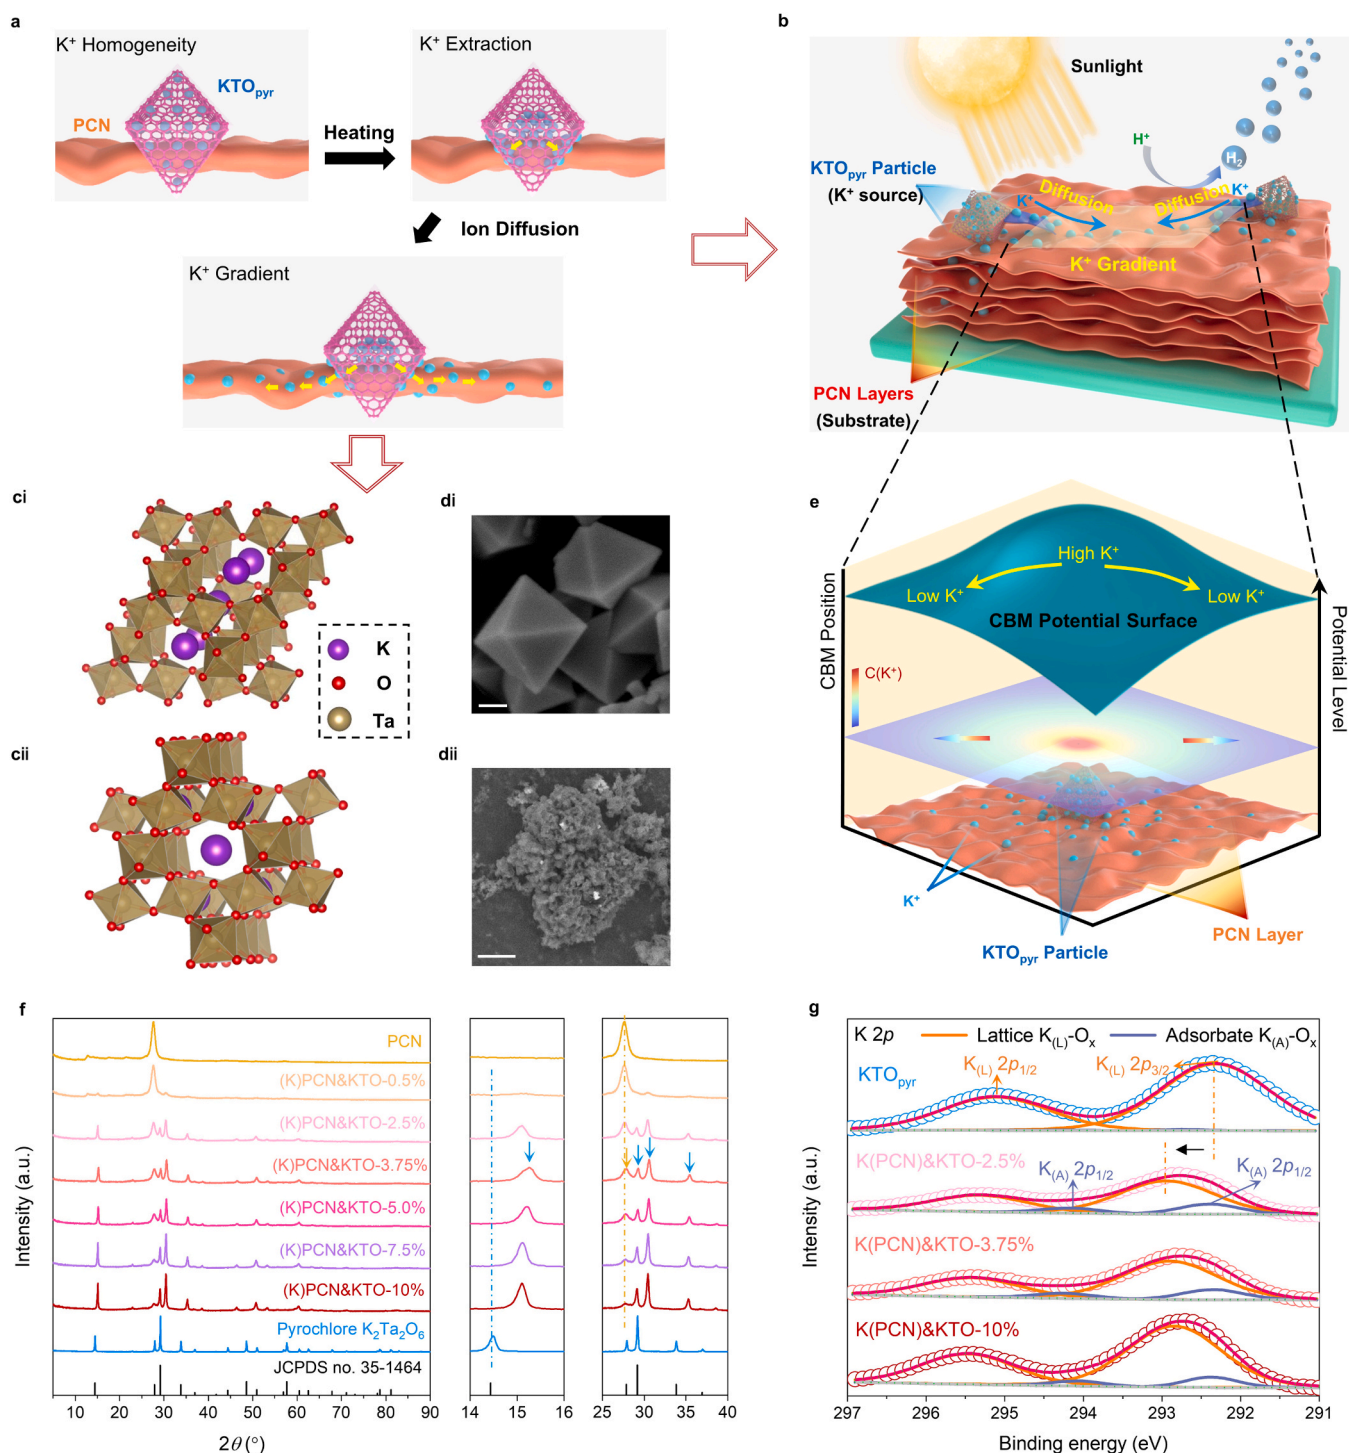 a
K⁺ Homogeneity
KTOpyr
PCN
Heating
K⁺ Extraction
Ion Diffusion
K⁺ Gradient
b
Sunlight
H⁺
H₂
KTOpyr Particle
(K⁺ source)
K⁺
Diffusion
Diffusion
K⁺
K⁺ Gradient
PCN Layers
(Substrate)
ci
K
O
Ta
cii
di
dii
e
High K⁺
Low K⁺
Low K⁺
CBM Potential Surface
CBM Position
Potential Level
C(K⁺)
K⁺
KTOpyr Particle
PCN Layer
f
PCN
(K)PCN&KTO-0.5%
(K)PCN&KTO-2.5%
(K)PCN&KTO-3.75%
(K)PCN&KTO-5.0%
(K)PCN&KTO-7.5%
(K)PCN&KTO-10%
Pyrochlore K₂Ta₂O₆
JCPDS no. 35-1464
Intensity (a.u.)
10 20 30 40 50 60 70 80 90
14 15 16
25 30 35 40
2θ (°)
g
K 2p
Lattice K(L)-Ox
Adsorbate K(A)-Ox
KTOpyr
K(L) 2p1/2
K(L) 2p3/2
K(PCN)&KTO-2.5%
K(A) 2p1/2
K(A) 2p1/2
K(PCN)&KTO-3.75%
K(PCN)&KTO-10%
Intensity (a.u.)
297 296 295 294 293 292 291
Binding energy (eV)